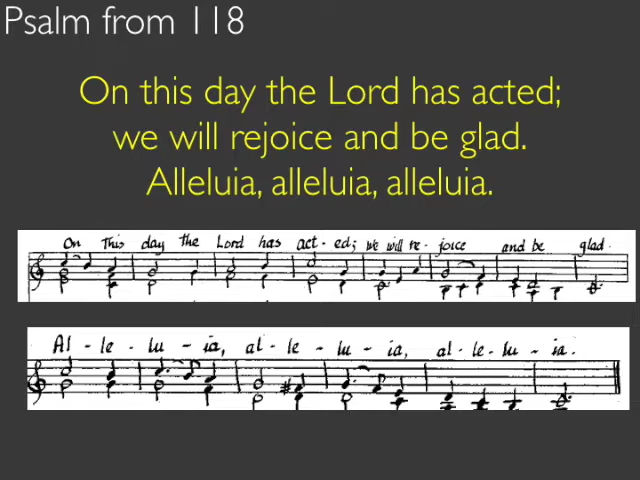 Psalm from 118
On this day the Lord has acted;
we will rejoice and be glad.
Alleluia, alleluia, alleluia.
On This day the Lord has act - ed; we will re - joice and be glad.
Al - le - lu - ia, al - le - lu - ia, al - le - lu - ia.